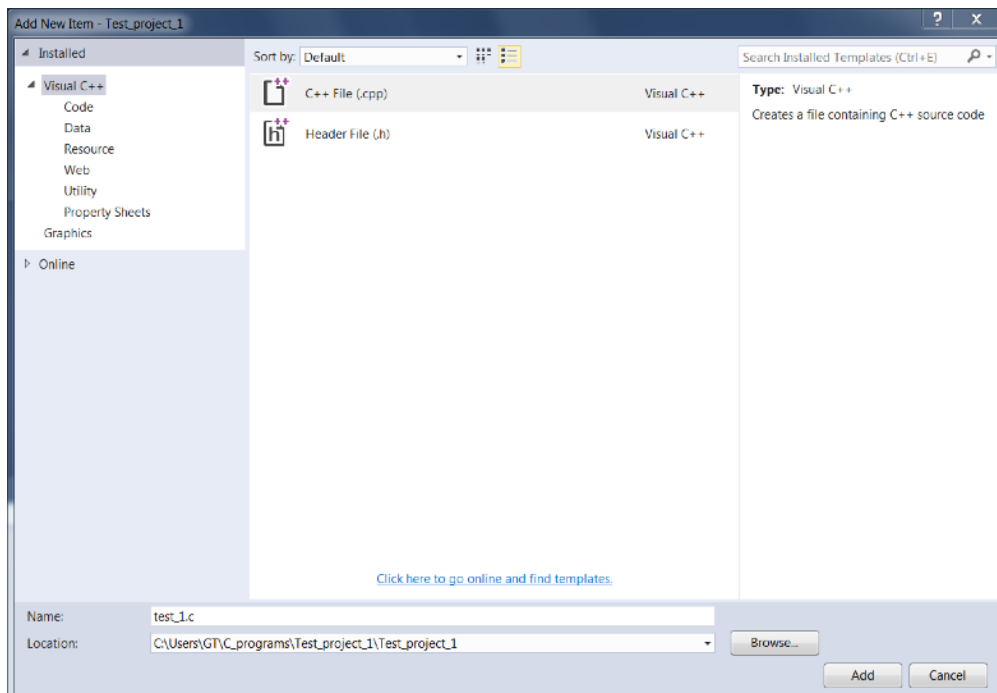 Add New Item - Test_project_1
? X
Installed
Visual C++
Code
Data
Resource
Web
Utility
Property Sheets
Graphics
Online
Sort by: Default
C++ File (.cpp) Visual C++
Header File (.h) Visual C++
Click here to go online and find templates.
Search Installed Templates (Ctrl+E)
Type: Visual C++
Creates a file containing C++ source code
Name: test_1.c
Location: C:\Users\GT\C_programs\Test_project_1\Test_project_1
Browse...
Add Cancel